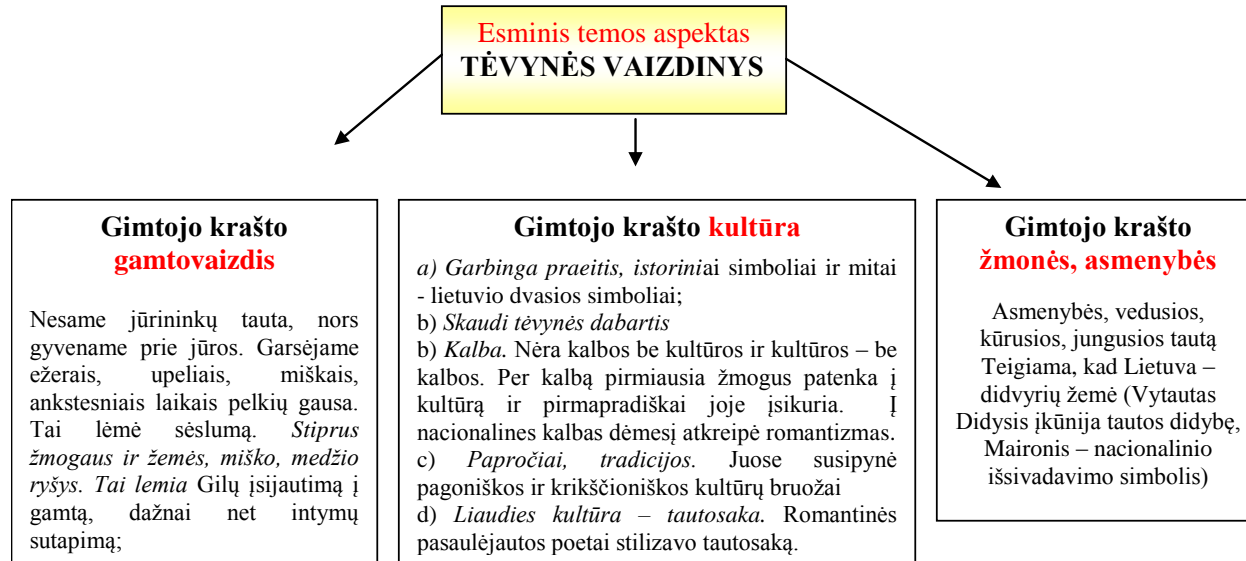 Esminis temos aspektas
TĖVYNĖS VAIZDINYS
Gimtojo krašto
gamtovaizdis
Nesame jūrininkų tauta, nors
gyvename prie jūros. Garsėjame
ežerais, upeliais, miškais,
ankstesniais laikais pelkių gausa.
Tai lėmė sėslumą. Stiprus
žmogaus ir žemės, miško, medžio
ryšys. Tai lemia Gilų įsijautimą į
gamtą, dažnai net intymų
sutapimą;
Gimtojo krašto kultūra
a) Garbinga praeitis, istoriniai simboliai ir mitai
- lietuvio dvasios simboliai;
b) Skaudi tėvynės dabartis
b) Kalba. Nėra kalbos be kultūros ir kultūros – be
kalbos. Per kalbą pirmiausia žmogus patenka į
kultūrą ir pirmapradiškai joje įsikuria. Į
nacionalines kalbas dėmesį atkreipė romantizmas.
c) Papročiai, tradicijos. Juose susipynė
pagoniškos ir krikščioniškos kultūrų bruožai
d) Liaudies kultūra – tautosaka. Romantinės
pasaulėjautos poetai stilizavo tautosaką.
Gimtojo krašto
žmonės, asmenybės
Asmenybės, vedusios,
kūrusios, jungusios tautą
Teigiama, kad Lietuva –
didvyrių žemė (Vytautas
Didysis įkūnija tautos didybę,
Maironis – nacionalinio
išsivadavimo simbolis)